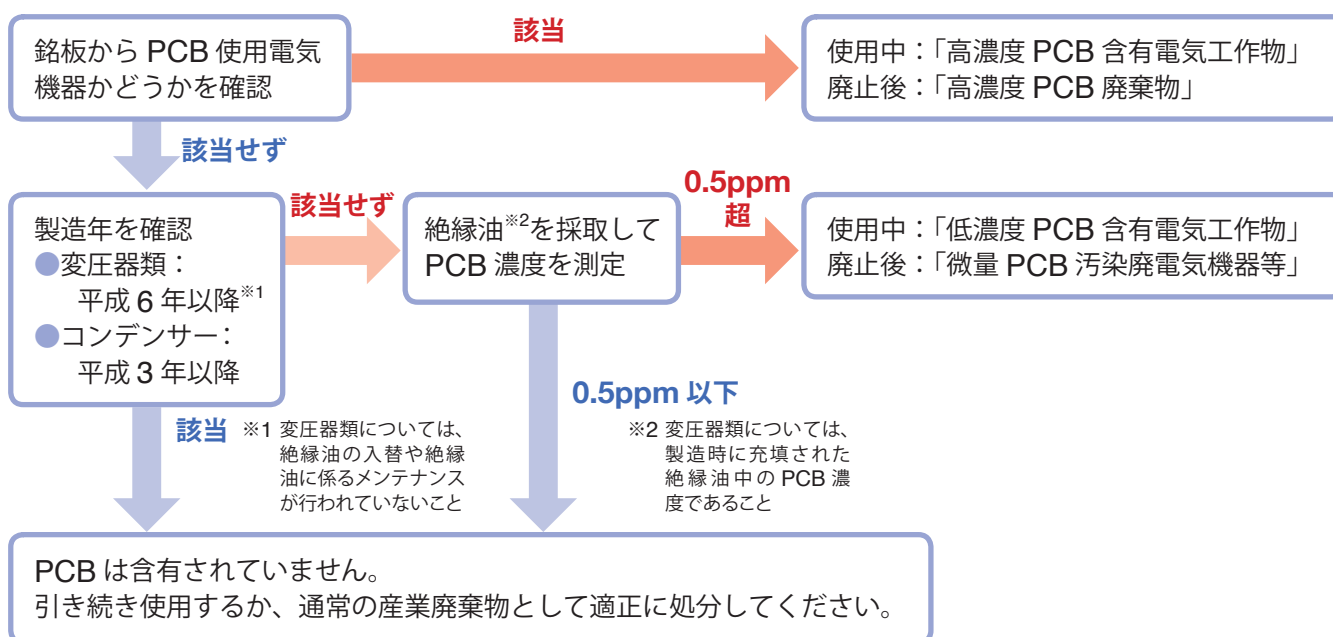 銘板から PCB 使用電気
機器かどうかを確認
該当
使用中：「高濃度 PCB 含有電気工作物」
廃止後：「高濃度 PCB 廃棄物」
該当せず
製造年を確認
●変圧器類：
平成 6 年以降※1
●コンデンサー：
平成 3 年以降
該当せず
絶縁油※2を採取して
PCB 濃度を測定
0.5ppm
超
使用中：「低濃度 PCB 含有電気工作物」
廃止後：「微量 PCB 汚染廃電気機器等」
該当
※1 変圧器類については、
絶縁油の入替や絶縁
油に係るメンテナンス
が行われていないこと
0.5ppm 以下
※2 変圧器類については、
製造時に充填された
絶縁油中の PCB 濃
度であること
PCB は含有されていません。
引き続き使用するか、通常の産業廃棄物として適正に処分してください。